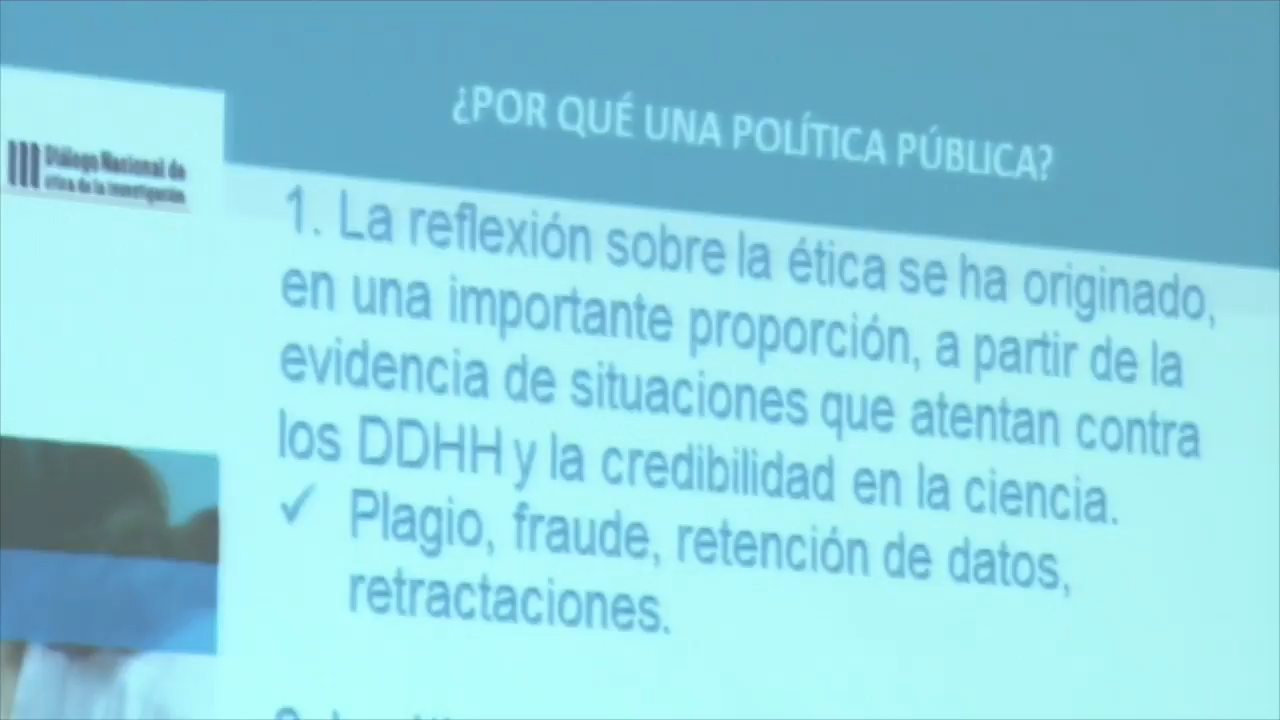 ¿POR QUÉ UNA POLÍTICA PÚBLICA?
III Diálogo Nacional de
ética de la investigación
1. La reflexión sobre la ética se ha originado,
en una importante proporción, a partir de la
evidencia de situaciones que atentan contra
los DDHH y la credibilidad en la ciencia.
✓ Plagio, fraude, retención de datos,
retractaciones.